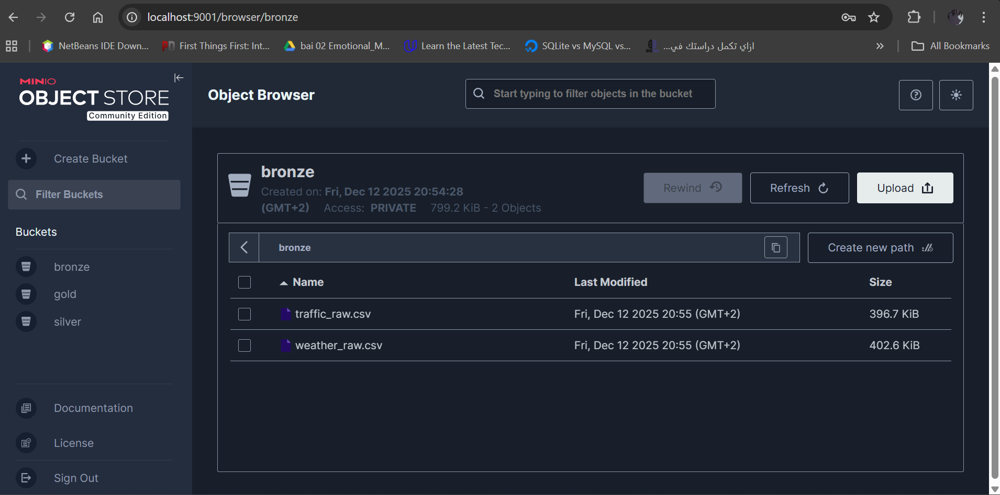 localhost:9001/browser/bronze
NetBeans IDE Down...
First Things First: Int...
bai 02 Emotional_M...
Learn the Latest Tec...
SQLite vs MySQL vs...
ازاي تكمل دراستك في...
All Bookmarks
MINIO
OBJECT STORE
Community Edition
Create Bucket
Filter Buckets
Buckets
bronze
gold
silver
Documentation
License
Sign Out
Object Browser
Start typing to filter objects in the bucket
bronze
Created on: Fri, Dec 12 2025 20:54:28
(GMT+2) Access: PRIVATE 799.2 KiB - 2 Objects
Rewind
Refresh
Upload
bronze
Create new path
Name Last Modified Size
traffic_raw.csv Fri, Dec 12 2025 20:55 (GMT+2) 396.7 KiB
weather_raw.csv Fri, Dec 12 2025 20:55 (GMT+2) 402.6 KiB